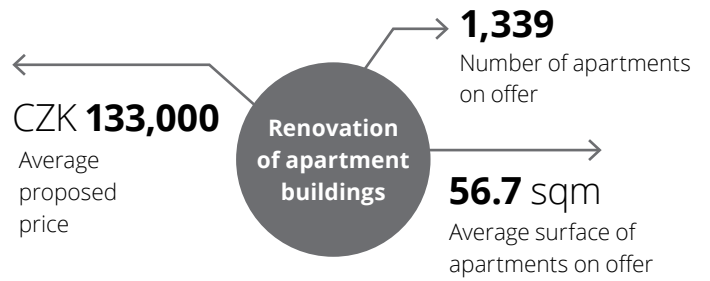 1,339
Number of apartments
on offer
CZK 133,000
Average
proposed
price
Renovation
of apartment
buildings
56.7 sqm
Average surface of
apartments on offer